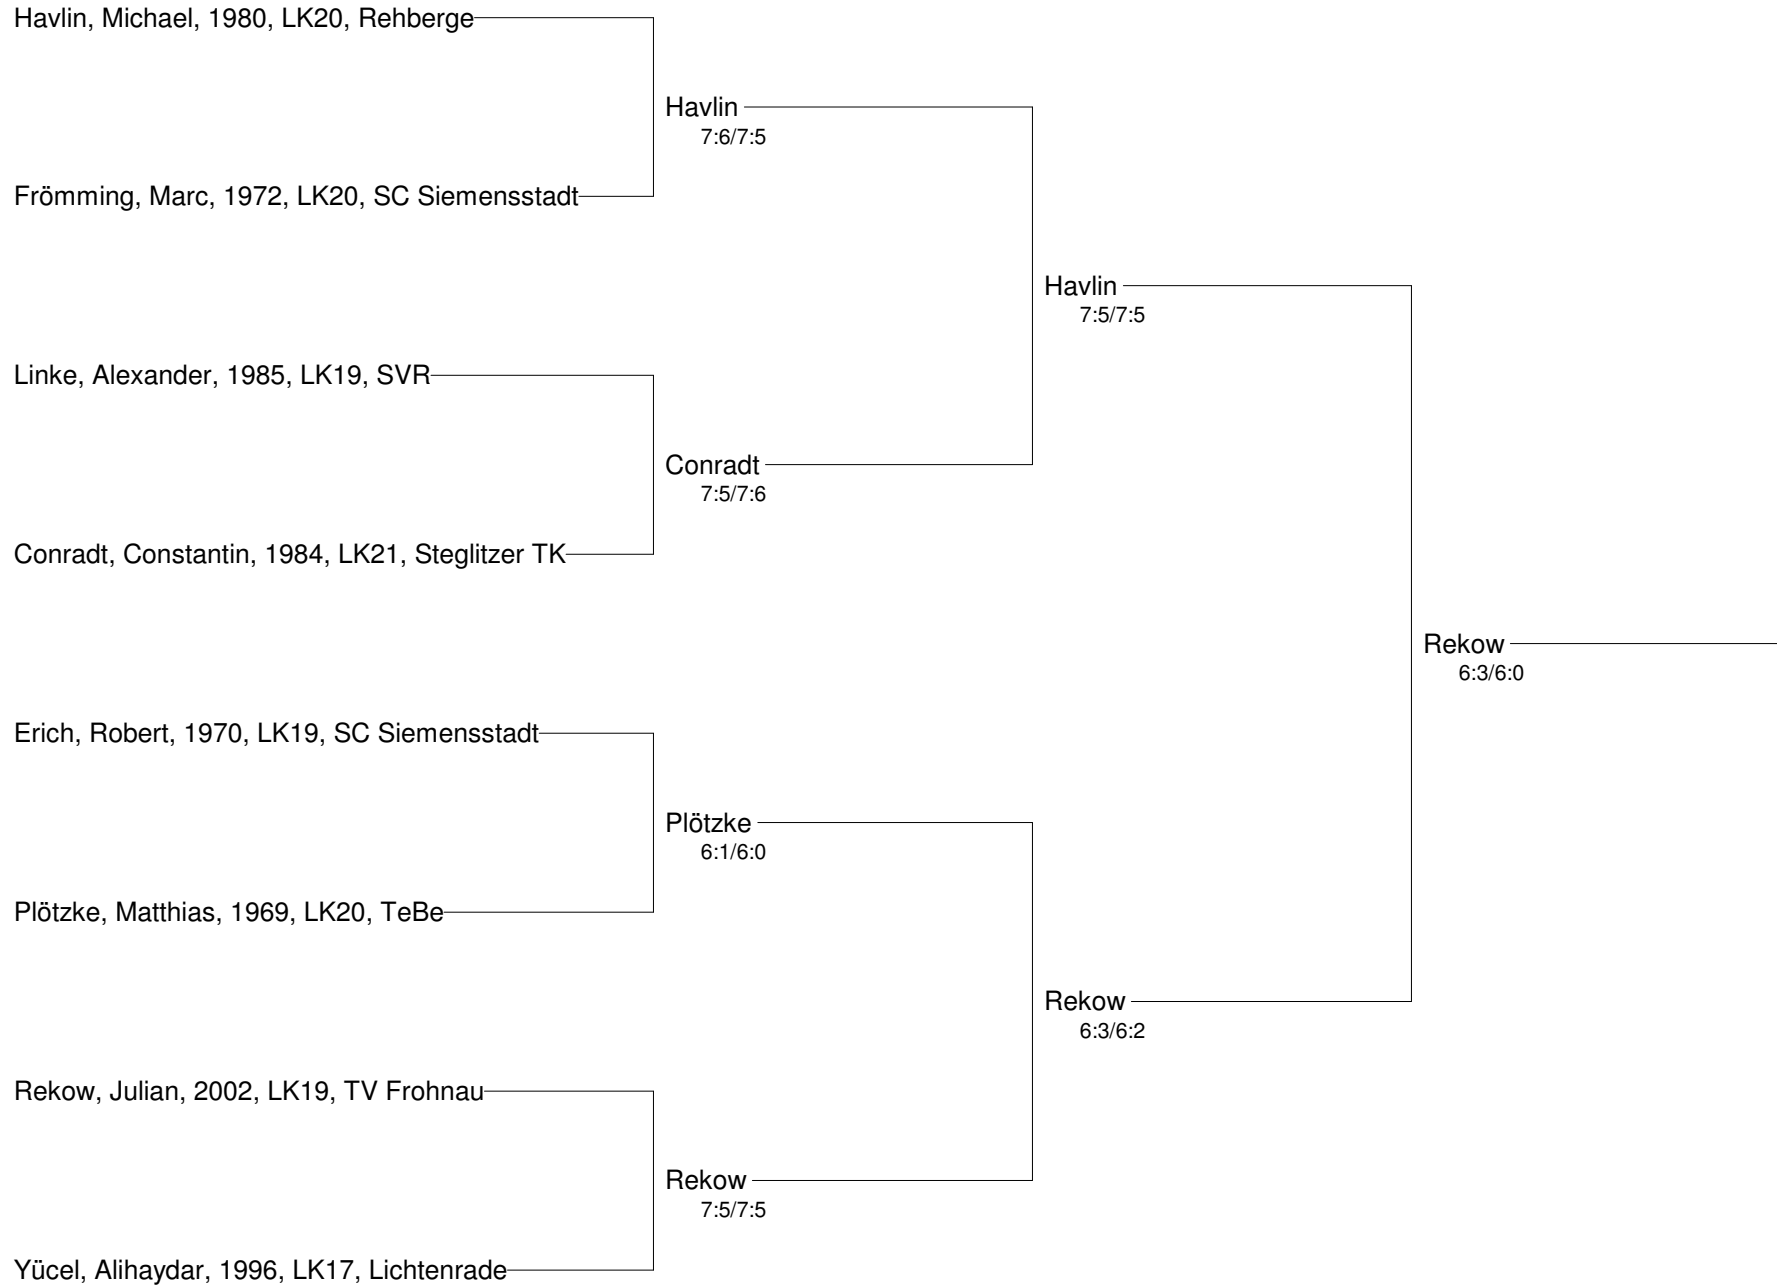 Havlin, Michael, 1980, LK20, Rehberge
Havlin
7:6/7:5
Frömming, Marc, 1972, LK20, SC Siemensstadt
Havlin
7:5/7:5
Linke, Alexander, 1985, LK19, SVR
Conradt
7:5/7:6
Conradt, Constantin, 1984, LK21, Steglitzer TK
Rekow
6:3/6:0
Erich, Robert, 1970, LK19, SC Siemensstadt
Plötzke
6:1/6:0
Plötzke, Matthias, 1969, LK20, TeBe
Rekow
6:3/6:2
Rekow, Julian, 2002, LK19, TV Frohnau
Rekow
7:5/7:5
Yücel, Alihaydar, 1996, LK17, Lichtenrade